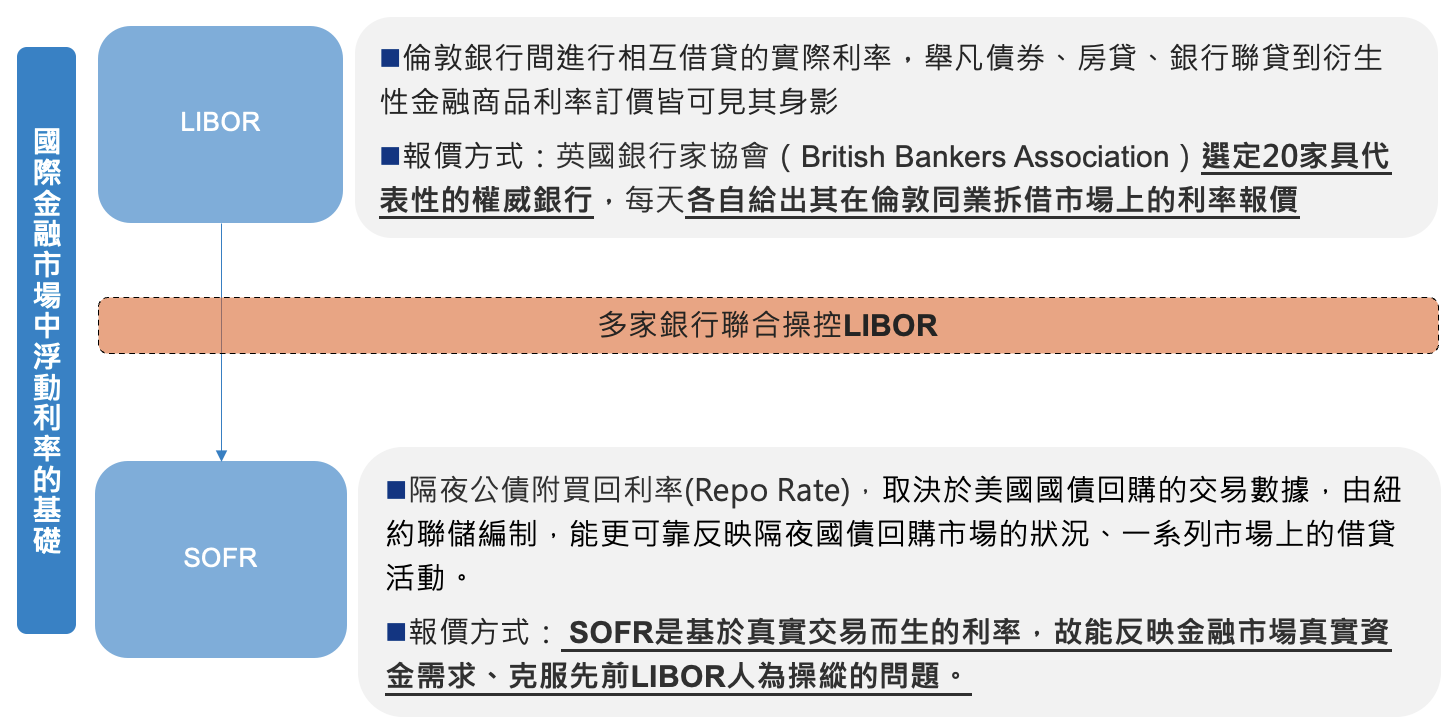 國際金融市場中浮動利率的基礎
LIBOR
■倫敦銀行間進行相互借貸的實際利率，舉凡債券、房貸、銀行聯貸到衍生
性金融商品利率訂價皆可見其身影
■報價方式：英國銀行家協會（British Bankers Association）選定20家具代
表性的權威銀行，每天各自給出其在倫敦同業拆借市場上的利率報價
多家銀行聯合操控LIBOR
SOFR
■隔夜公債附買回利率(Repo Rate)，取決於美國國債回購的交易數據，由紐
約聯儲編制，能更可靠反映隔夜國債回購市場的狀況、一系列市場上的借貸
活動。
■報價方式： SOFR是基於真實交易而生的利率，故能反映金融市場真實資
金需求、克服先前LIBOR人為操縱的問題。